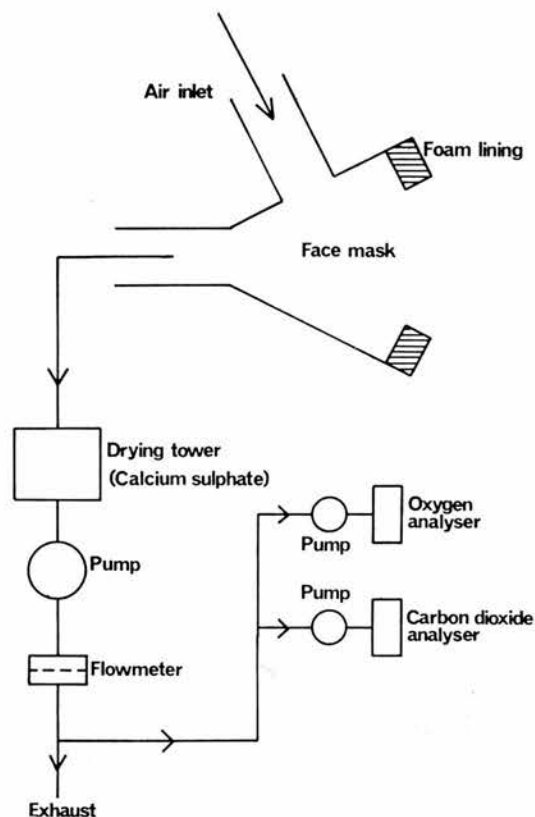 Air inlet
Foam lining
Face mask
Drying tower
(Calcium sulphate)
Oxygen
analyser
Pump
Pump
Pump
Carbon dioxide
analyser
Flowmeter
Exhaust